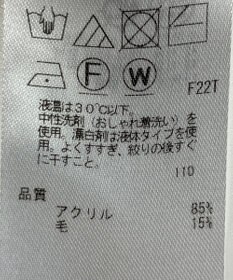 F W F22T
液温は30℃以下。
中性洗剤(おしゃれ着洗い)を
使用。漂白剤は液体タイプを使
用。よくすすぎ、絞りの後すぐ
に干すこと。
110
品質
アクリル 85%
毛 15%